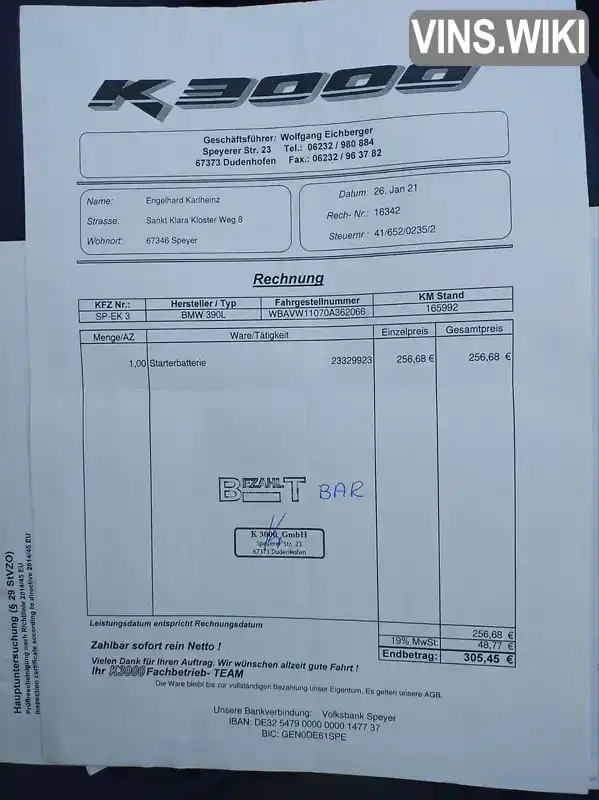 VINS.WIKI
K3000
Geschäftsführer: Wolfgang Eichberger
Speyerer Str. 23 Tel.: 06232 / 980 884
67373 Dudenhofen Fax.: 06232 / 96 37 82
Name: Engelhard Karlheinz
Strasse: Sankt Klara Kloster Weg 8
Wohnort: 67346 Speyer
Datum: 26. Jan 21
Rech- Nr.: 16342
Steuernr.: 41/652/0235/2
Rechnung
KFZ Nr.: Hersteller / Typ Fahrgestellnummer KM Stand
SP-EK 3 BMW 390L WBAVW11070A362066 165992
Menge/AZ Ware/Tätigkeit Einzelpreis Gesamtpreis
1,00 Starterbatterie 23329923 256,68 € 256,68 €
BEZAHLT BAR
K 3000 GmbH
Speyerer Str. 23
67373 Dudenhofen
Leistungsdatum entspricht Rechnungsdatum
256,68 €
Zahlbar sofort rein Netto ! 19% MwSt: 48,77 €
Endbetrag: 305,45 €
Vielen Dank für Ihren Auftrag. Wir wünschen allzeit gute Fahrt !
Ihr K3000 Fachbetrieb- TEAM
Die Ware bleibt bis zur vollständigen Bezahlung unser Eigentum. Es gelten unsere AGB.
Unsere Bankverbindung: Volksbank Speyer
IBAN: DE32 5479 0000 0000 1477 37
BIC: GEN0DE61SPE
Hauptuntersuchung (§ 29 StVZO)
Prüfbescheinigung nach Richtlinie 2014/45 EU
Inspection certificate according to directive 2014/45 EU